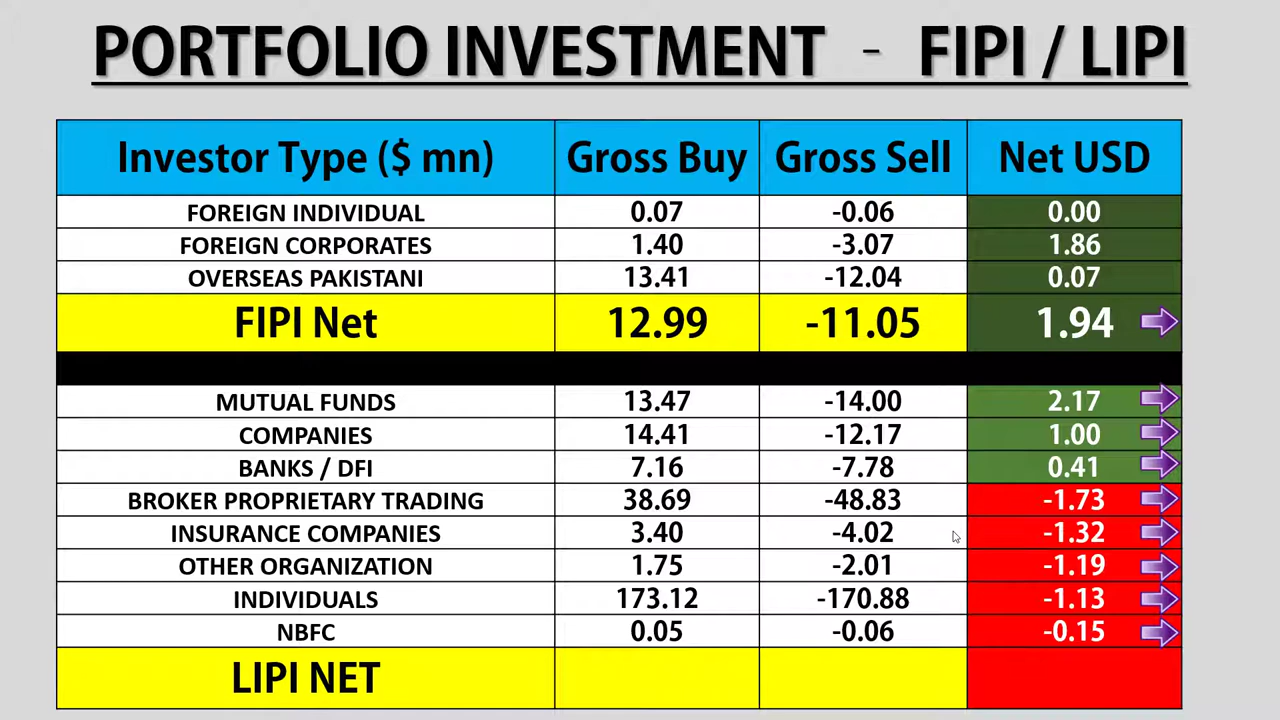 PORTFOLIO INVESTMENT - FIPI / LIPI
Investor Type ($ mn) Gross Buy Gross Sell Net USD
FOREIGN INDIVIDUAL 0.07 -0.06 0.00
FOREIGN CORPORATES 1.40 -3.07 1.86
OVERSEAS PAKISTANI 13.41 -12.04 0.07
FIPI Net 12.99 -11.05 1.94
MUTUAL FUNDS 13.47 -14.00 2.17
COMPANIES 14.41 -12.17 1.00
BANKS / DFI 7.16 -7.78 0.41
BROKER PROPRIETARY TRADING 38.69 -48.83 -1.73
INSURANCE COMPANIES 3.40 -4.02 -1.32
OTHER ORGANIZATION 1.75 -2.01 -1.19
INDIVIDUALS 173.12 -170.88 -1.13
NBFC 0.05 -0.06 -0.15
LIPI NET